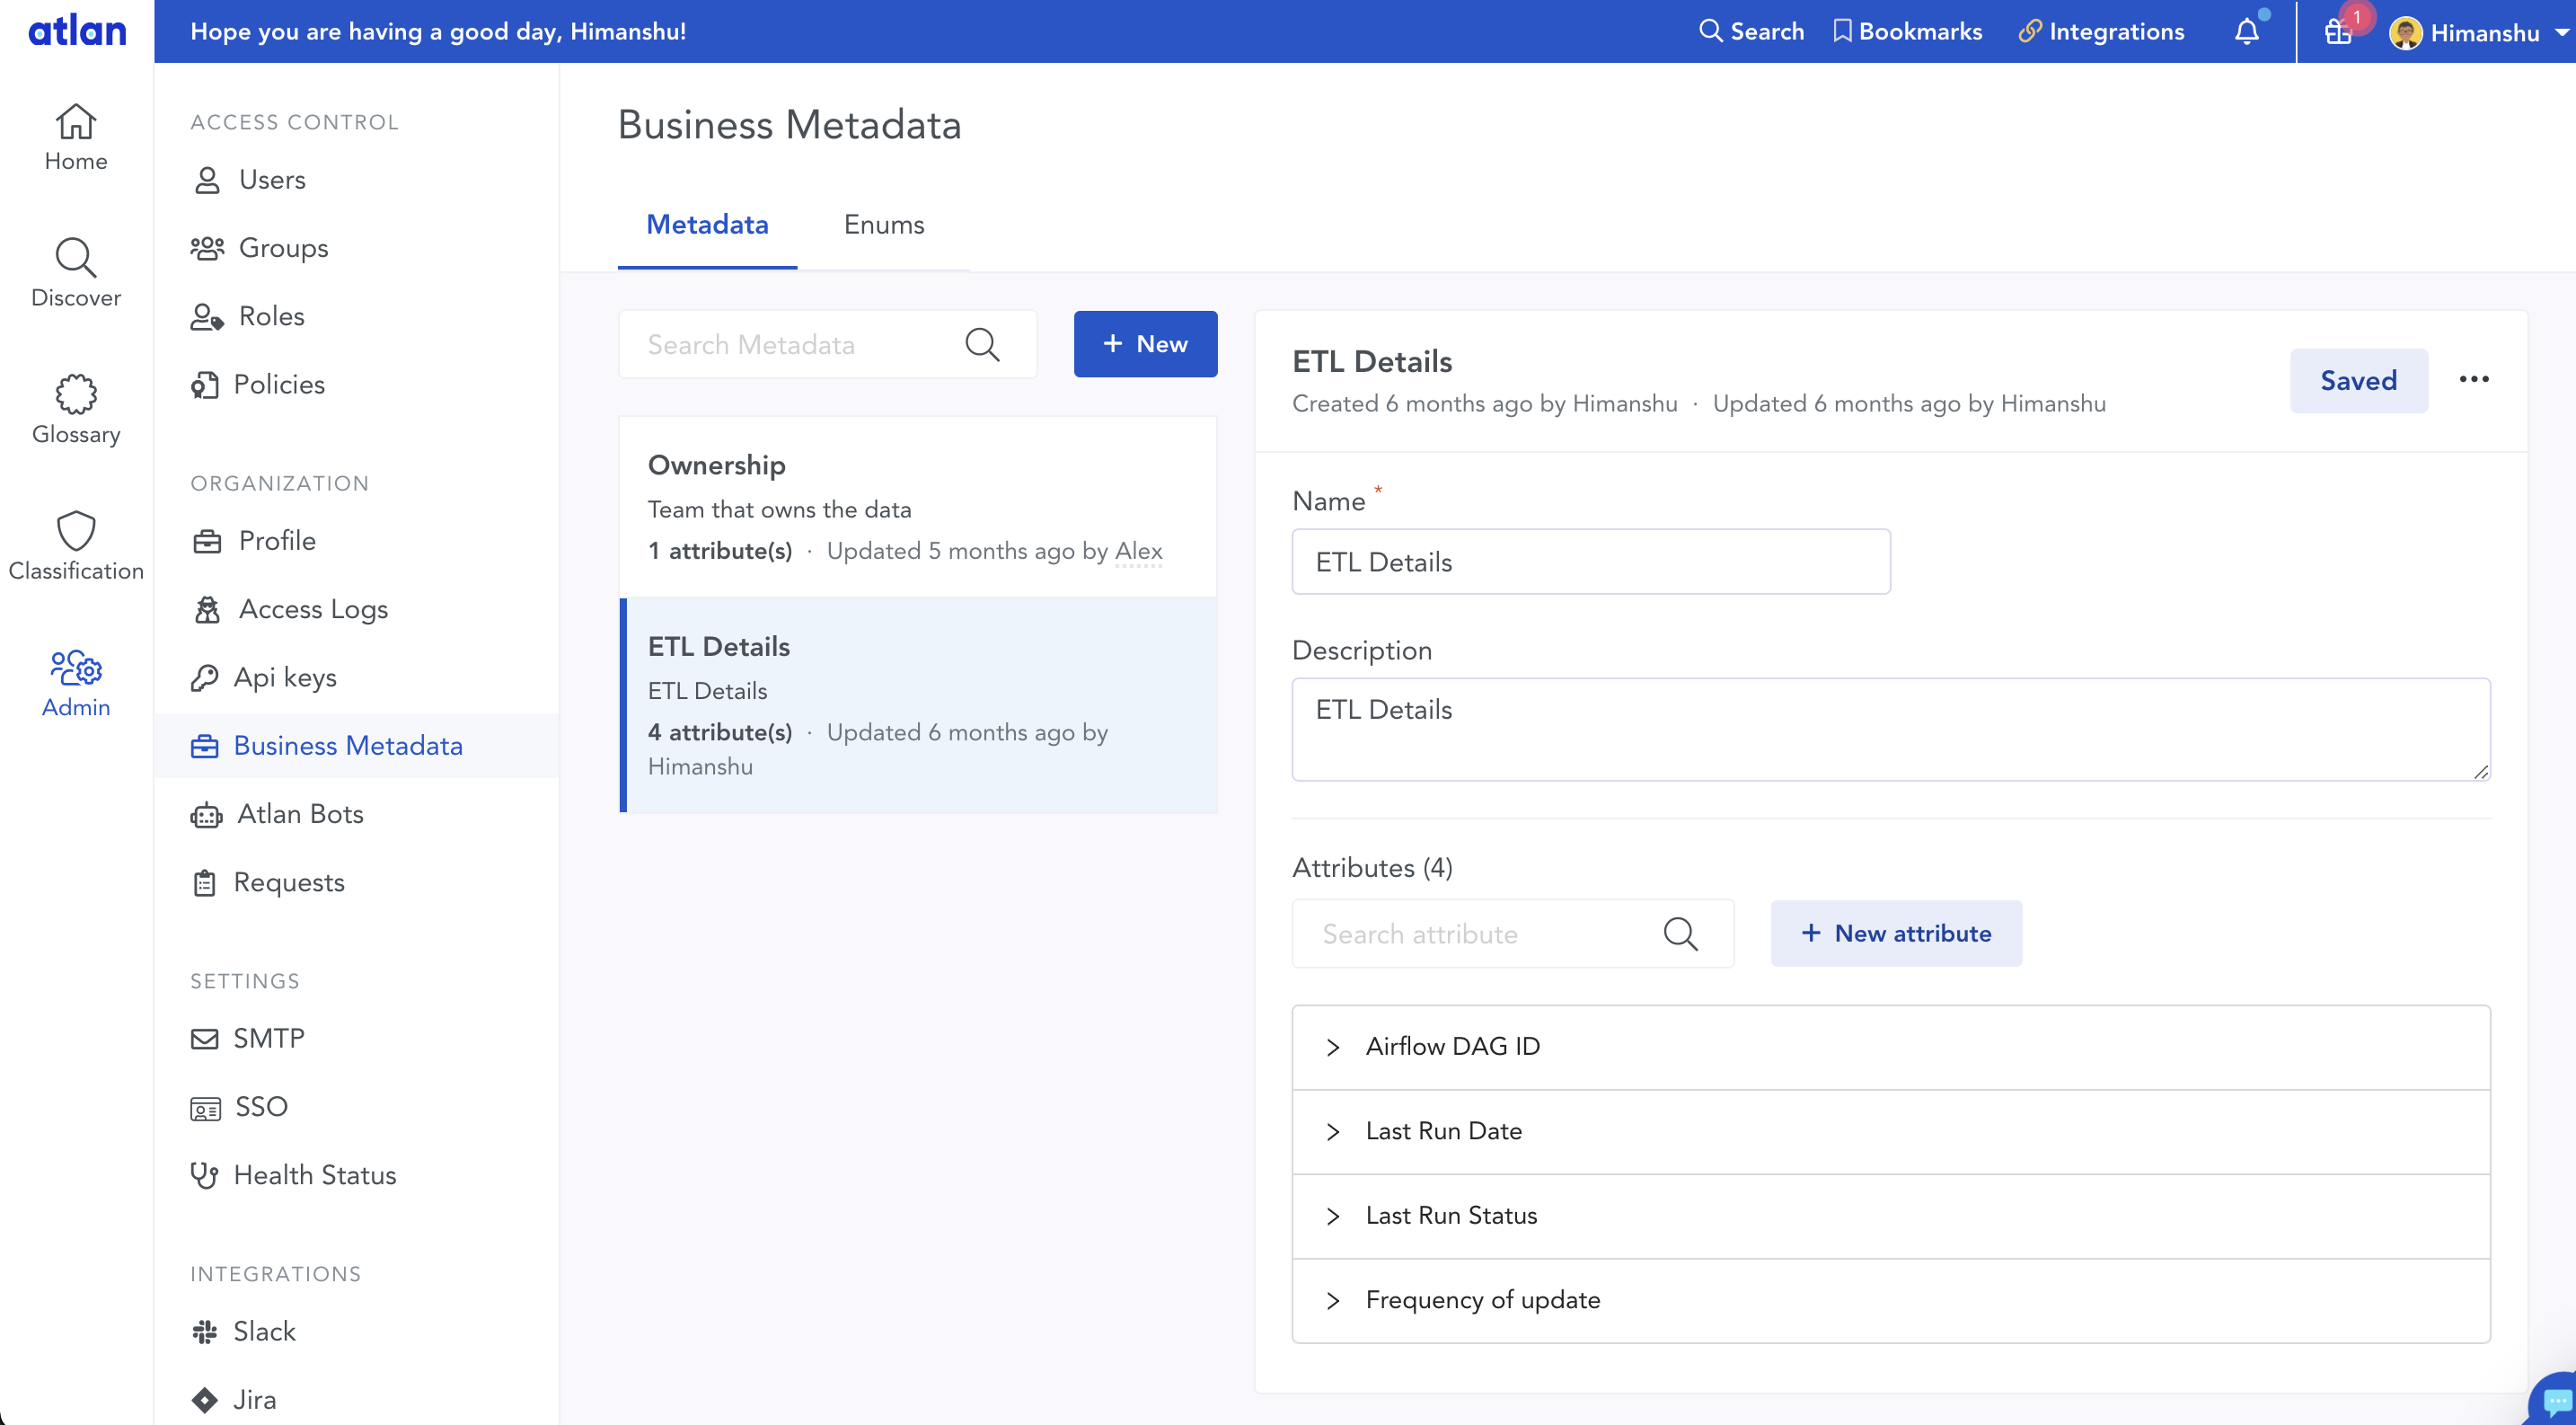 atlan
Hope you are having a good day, Himanshu!
Search
Bookmarks
Integrations
1
Himanshu
Home
Discover
Glossary
Classification
Admin
ACCESS CONTROL
Users
Groups
Roles
Policies
ORGANIZATION
Profile
Access Logs
Api keys
Business Metadata
Atlan Bots
Requests
SETTINGS
SMTP
SSO
Health Status
INTEGRATIONS
Slack
Jira
Business Metadata
Metadata
Enums
Search Metadata
+ New
Ownership
Team that owns the data
1 attribute(s) · Updated 5 months ago by Alex
ETL Details
ETL Details
4 attribute(s) · Updated 6 months ago by
Himanshu
ETL Details
Created 6 months ago by Himanshu · Updated 6 months ago by Himanshu
Saved
Name *
ETL Details
Description
ETL Details
Attributes (4)
Search attribute
+ New attribute
Airflow DAG ID
Last Run Date
Last Run Status
Frequency of update